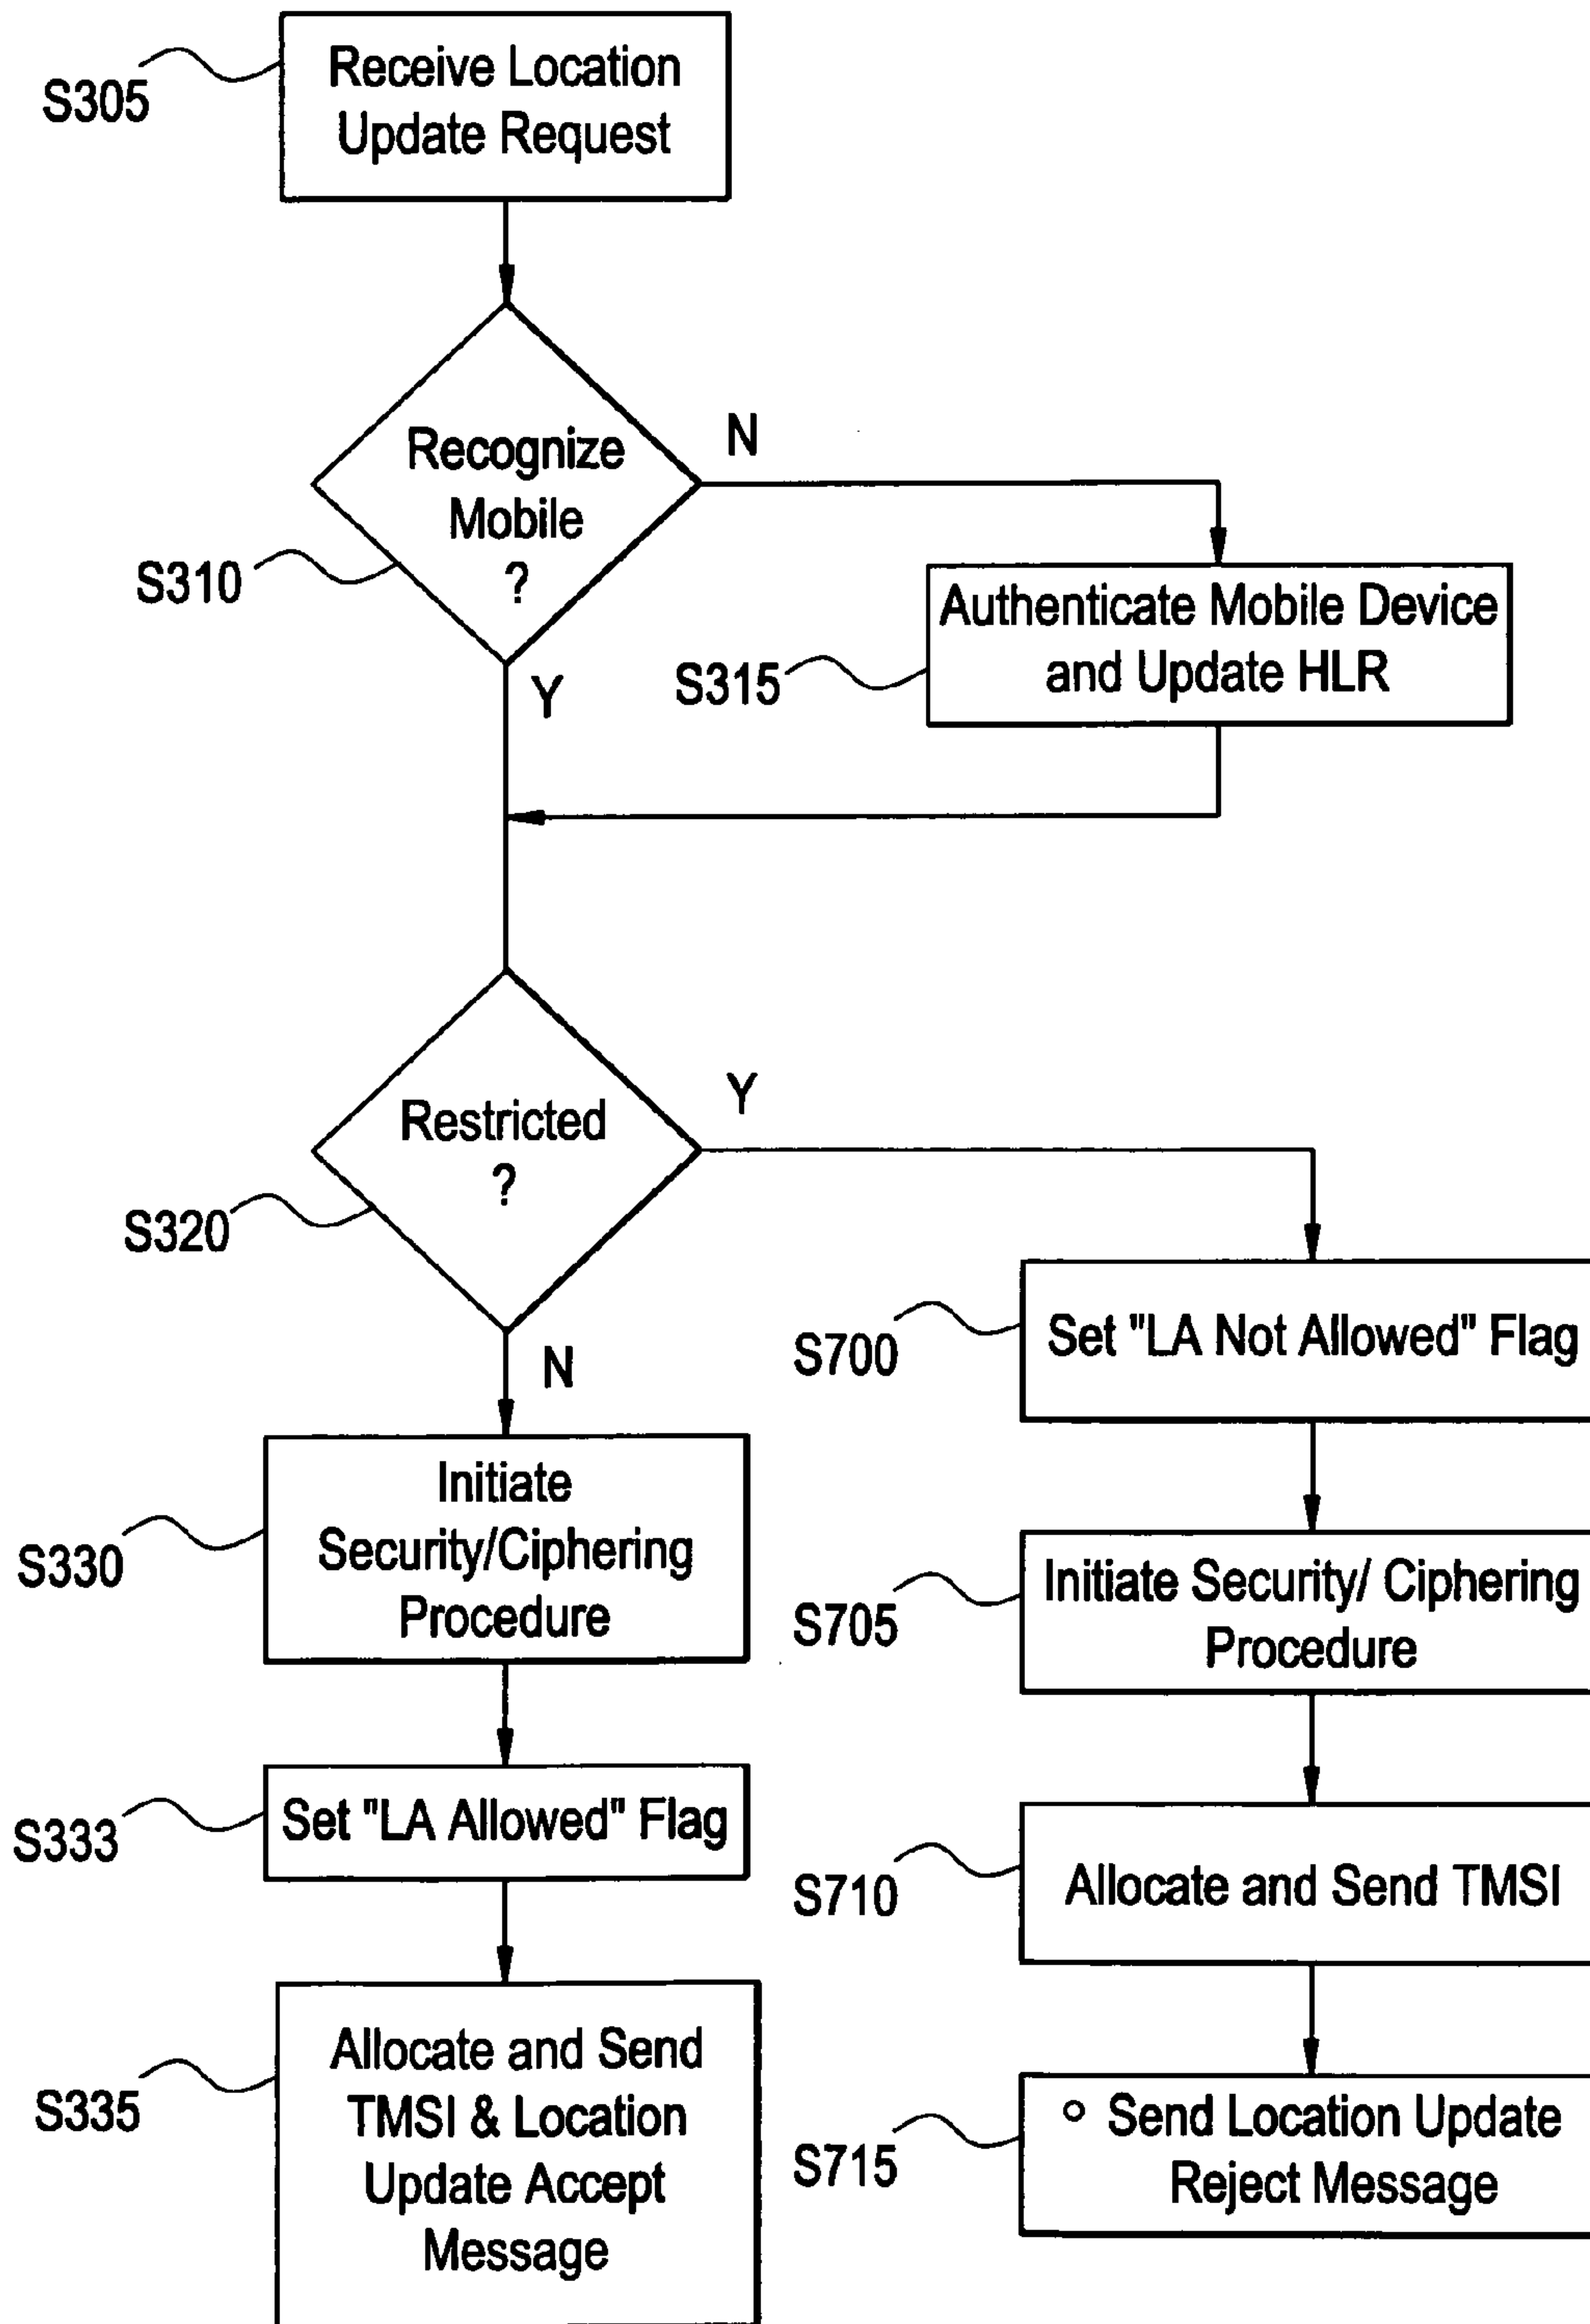 Receive Location
Update Request
S305
Recognize
Mobile
?
N
S310
Y
Authenticate Mobile Device
and Update HLR
S315
Restricted
?
Y
S320
N
Set "LA Not Allowed" Flag
S700
Initiate
Security/Ciphering
Procedure
S330
Initiate Security/ Ciphering
Procedure
S705
Set "LA Allowed" Flag
S333
Allocate and Send TMSI
S710
Allocate and Send
TMSI & Location
Update Accept
Message
S335
Send Location Update
Reject Message
S715